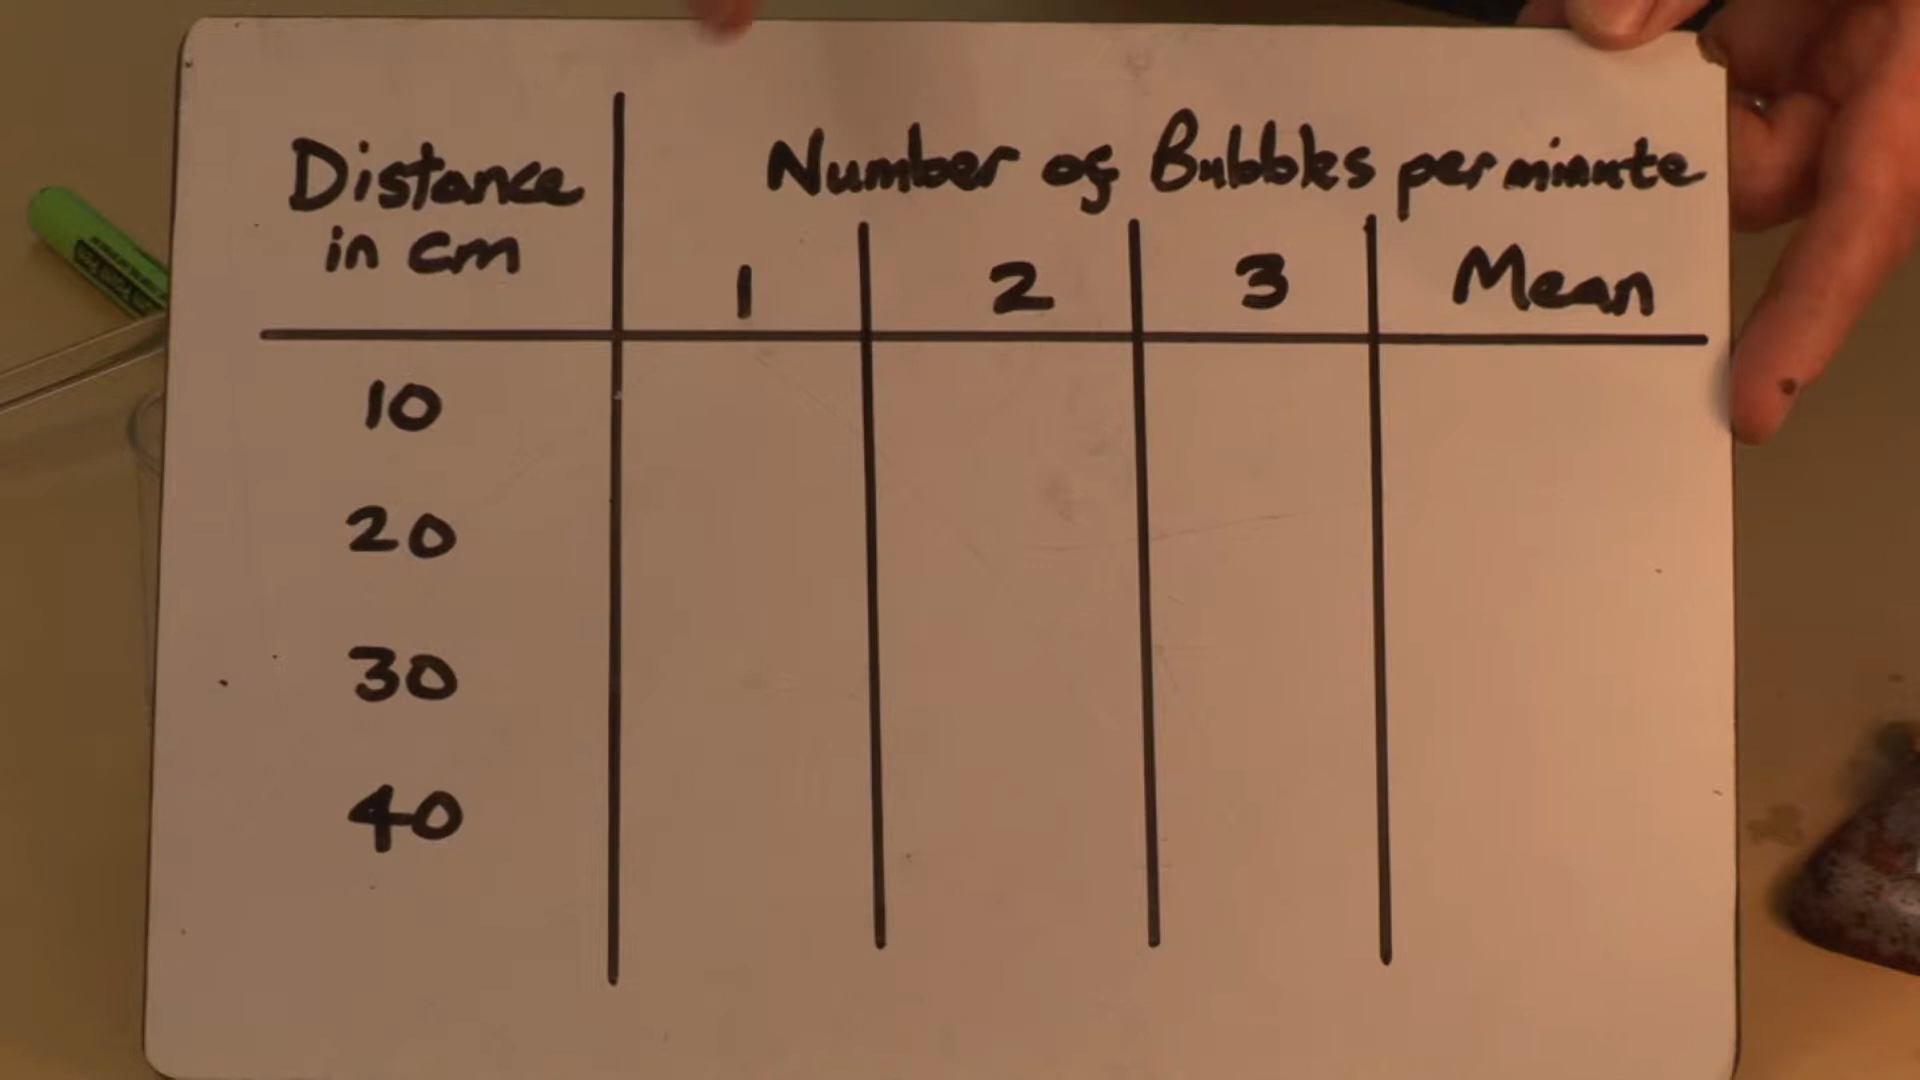 Distance
in cm
Number of Bubbles per minute
1 2 3 Mean
10
20
30
40